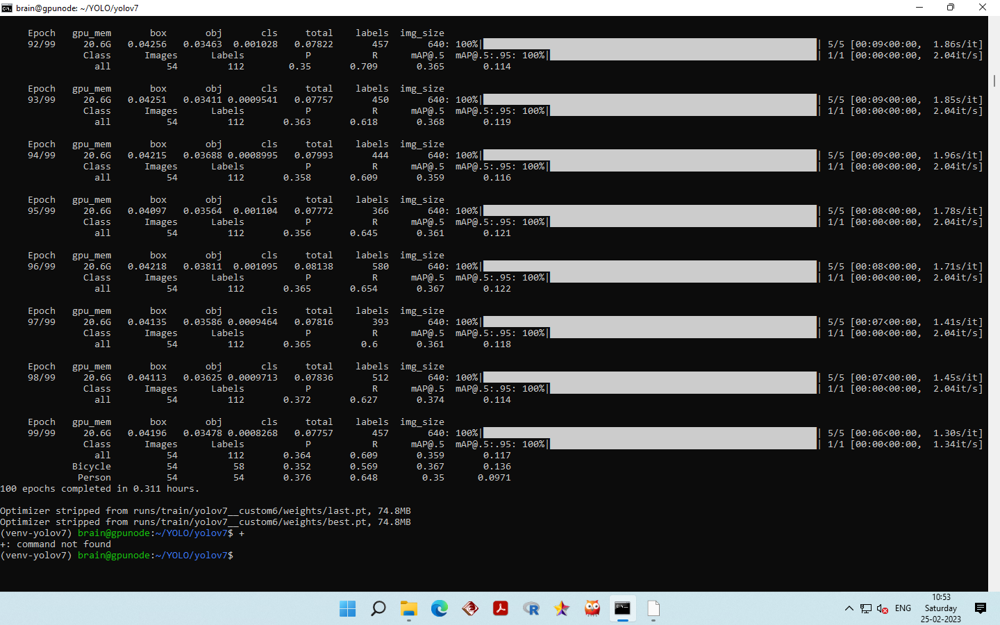 brain@gpunode: ~/YOLO/yolov7
Epoch gpu_mem box obj cls total labels img_size
92/99 20.6G 0.04256 0.03463 0.001028 0.07822 457 640: 100%| | 5/5 [00:09<00:00, 1.86s/it]
Class Images Labels P R mAP@.5 mAP@.5:.95: 100%| | 1/1 [00:00<00:00, 2.04it/s]
all 54 112 0.35 0.709 0.365 0.114
Epoch gpu_mem box obj cls total labels img_size
93/99 20.6G 0.04251 0.03411 0.0009541 0.07757 450 640: 100%| | 5/5 [00:09<00:00, 1.85s/it]
Class Images Labels P R mAP@.5 mAP@.5:.95: 100%| | 1/1 [00:00<00:00, 2.04it/s]
all 54 112 0.363 0.618 0.368 0.119
Epoch gpu_mem box obj cls total labels img_size
94/99 20.6G 0.04215 0.03688 0.0008995 0.07993 444 640: 100%| | 5/5 [00:09<00:00, 1.96s/it]
Class Images Labels P R mAP@.5 mAP@.5:.95: 100%| | 1/1 [00:00<00:00, 2.04it/s]
all 54 112 0.358 0.609 0.359 0.116
Epoch gpu_mem box obj cls total labels img_size
95/99 20.6G 0.04097 0.03564 0.001104 0.07772 366 640: 100%| | 5/5 [00:08<00:00, 1.78s/it]
Class Images Labels P R mAP@.5 mAP@.5:.95: 100%| | 1/1 [00:00<00:00, 2.04it/s]
all 54 112 0.356 0.645 0.361 0.121
Epoch gpu_mem box obj cls total labels img_size
96/99 20.6G 0.04218 0.03811 0.001095 0.08138 580 640: 100%| | 5/5 [00:08<00:00, 1.71s/it]
Class Images Labels P R mAP@.5 mAP@.5:.95: 100%| | 1/1 [00:00<00:00, 2.04it/s]
all 54 112 0.365 0.654 0.367 0.122
Epoch gpu_mem box obj cls total labels img_size
97/99 20.6G 0.04135 0.03586 0.0009464 0.07816 393 640: 100%| | 5/5 [00:07<00:00, 1.41s/it]
Class Images Labels P R mAP@.5 mAP@.5:.95: 100%| | 1/1 [00:00<00:00, 2.04it/s]
all 54 112 0.365 0.6 0.361 0.118
Epoch gpu_mem box obj cls total labels img_size
98/99 20.6G 0.04113 0.03625 0.0009713 0.07836 512 640: 100%| | 5/5 [00:07<00:00, 1.45s/it]
Class Images Labels P R mAP@.5 mAP@.5:.95: 100%| | 1/1 [00:00<00:00, 2.04it/s]
all 54 112 0.372 0.627 0.374 0.114
Epoch gpu_mem box obj cls total labels img_size
99/99 20.6G 0.04196 0.03478 0.0008268 0.07757 457 640: 100%| | 5/5 [00:06<00:00, 1.30s/it]
Class Images Labels P R mAP@.5 mAP@.5:.95: 100%| | 1/1 [00:00<00:00, 1.34it/s]
all 54 112 0.364 0.609 0.359 0.117
Bicycle 54 58 0.352 0.569 0.367 0.136
Person 54 54 0.376 0.648 0.35 0.0971
100 epochs completed in 0.311 hours.
Optimizer stripped from runs/train/yolov7__custom6/weights/last.pt, 74.8MB
Optimizer stripped from runs/train/yolov7__custom6/weights/best.pt, 74.8MB
(venv-yolov7) brain@gpunode:~/YOLO/yolov7$ +
+: command not found
(venv-yolov7) brain@gpunode:~/YOLO/yolov7$
ENG
10:53
Saturday
25-02-2023